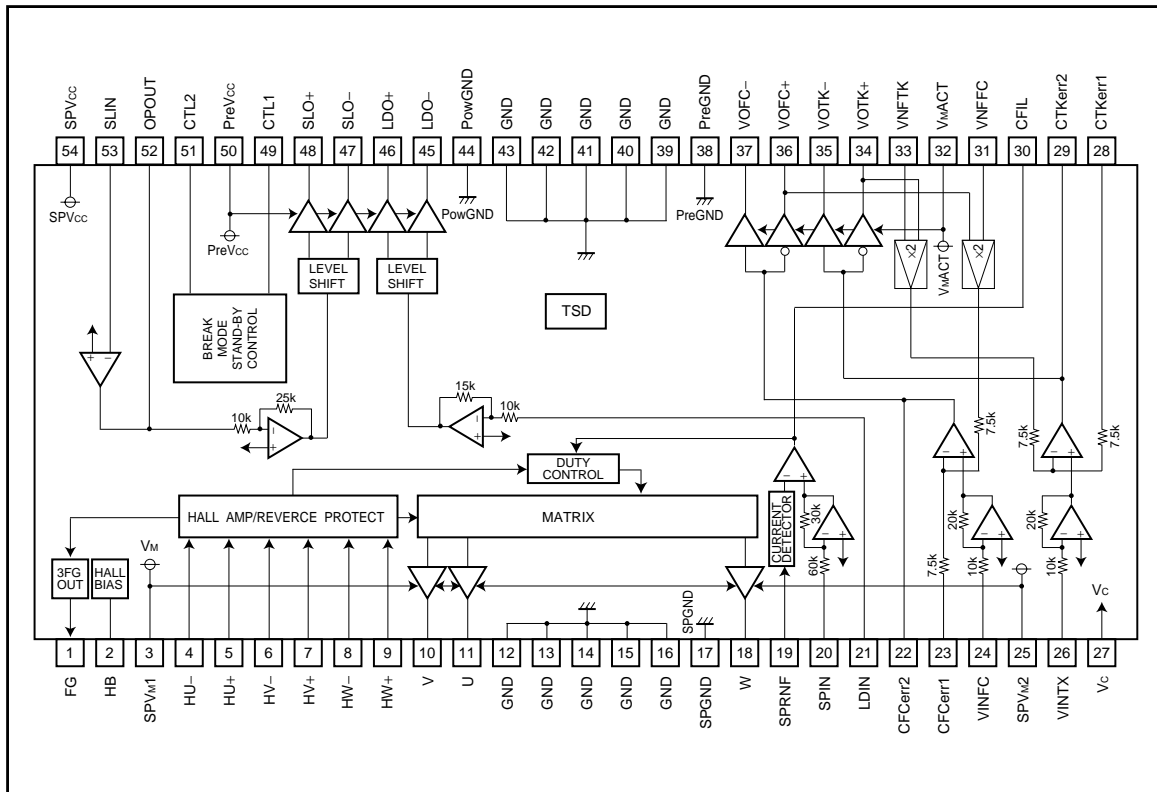 SPVCC
SLIN
OPOUT
CTL2
PreVCC
CTL1
SLO+
SLO−
LDO+
LDO−
PowGND
GND
GND
GND
GND
GND
PreGND
VOFC−
VOFC+
VOTK−
VOTK+
VNFTK
VMACT
VNFFC
CFIL
CTKerr2
CTKerr1
54
53
52
51
50
49
48
47
46
45
44
43
42
41
40
39
38
37
36
35
34
33
32
31
30
29
28
SPVCC
PreVCC
PowGND
PreGND
VMACT
×2
×2
LEVEL
SHIFT
LEVEL
SHIFT
BREAK
MODE
STAND-BY
CONTROL
TSD
+ −
10k
25k
−
+
15k
10k
−
+
7.5k
7.5k
7.5k
− +
− +
DUTY
CONTROL
− +
HALL AMP/REVERCE PROTECT
MATRIX
CURRENT
DETECTOR
30k
60k
− +
20k
− +
10k
7.5k
20k
− +
10k
VM
3FG
OUT
HALL
BIAS
SPGND
VC
1
2
3
4
5
6
7
8
9
10
11
12
13
14
15
16
17
18
19
20
21
22
23
24
25
26
27
FG
HB
SPVM1
HU−
HU+
HV−
HV+
HW−
HW+
V
U
GND
GND
GND
GND
GND
SPGND
W
SPRNF
SPIN
LDIN
CFCerr2
CFCerr1
VINFC
SPVM2
VINTX
VC